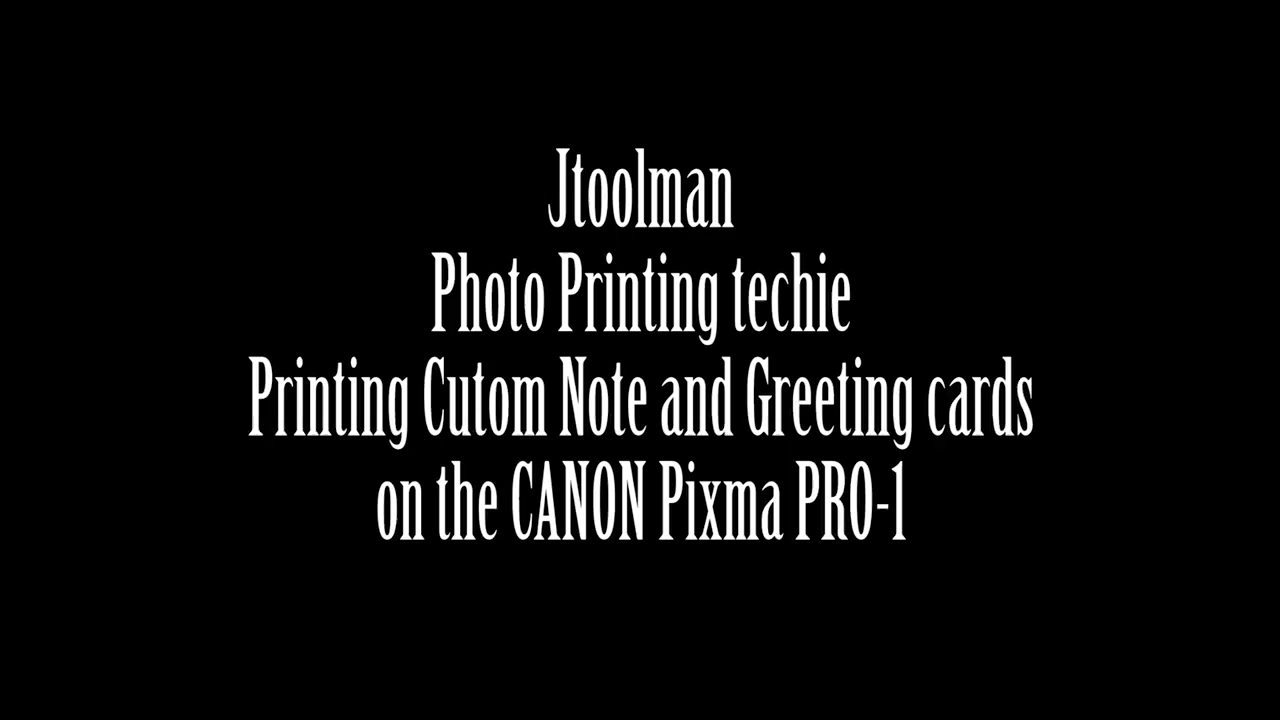 Jtoolman
Photo Printing techie
Printing Cutom Note and Greeting cards
on the CANON Pixma PRO-1